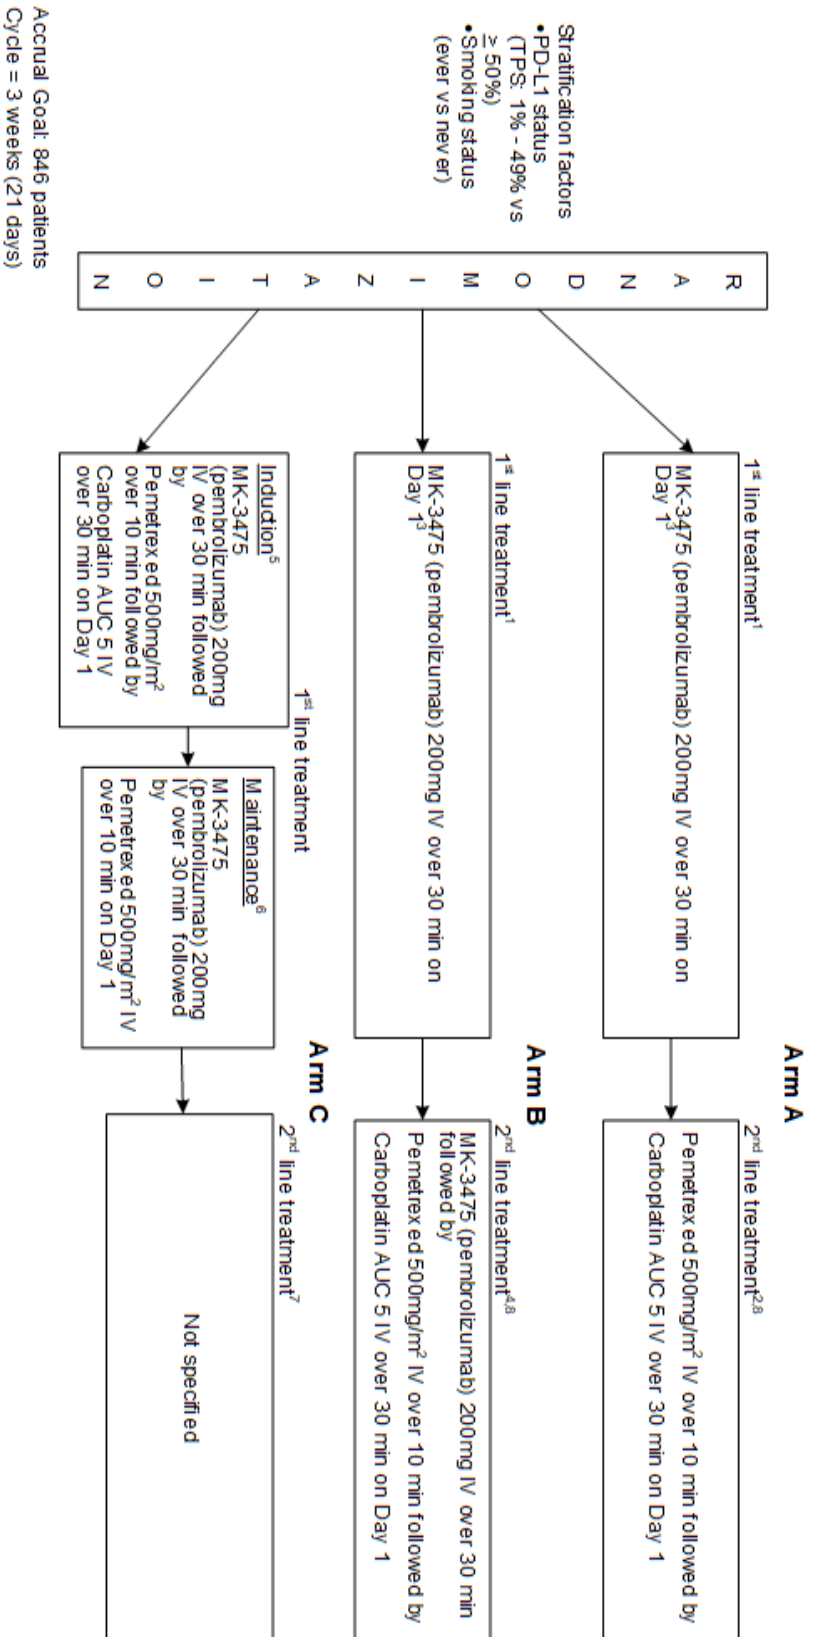 Stratification factors
•PD-L1 status
(TPS: 1% - 49% vs
≥ 50%)
•Smoking status
(ever vs never)
RANDOMIZATION
Arm A
1st line treatment1
MK-3475 (pembrolizumab) 200mg IV over 30 min on
Day 13
2nd line treatment2,8
Pemetrexed 500mg/m2 IV over 10 min followed by
Carboplatin AUC 5 IV over 30 min on Day 1
Arm B
1st line treatment1
MK-3475 (pembrolizumab) 200mg IV over 30 min on
Day 13
2nd line treatment4,8
MK-3475 (pembrolizumab) 200mg IV over 30 min
followed by
Pemetrexed 500mg/m2 IV over 10 min followed by
Carboplatin AUC 5 IV over 30 min on Day 1
Arm C
1st line treatment
Induction5
MK-3475
(pembrolizumab) 200mg
IV over 30 min followed
by
Pemetrexed 500mg/m2
over 10 min followed by
Carboplatin AUC 5 IV
over 30 min on Day 1
Maintenance6
MK-3475
(pembrolizumab) 200mg
IV over 30 min followed
by
Pemetrexed 500mg/m2 IV
over 10 min on Day 1
2nd line treatment7
Not specified
Accrual Goal: 846 patients
Cycle = 3 weeks (21 days)